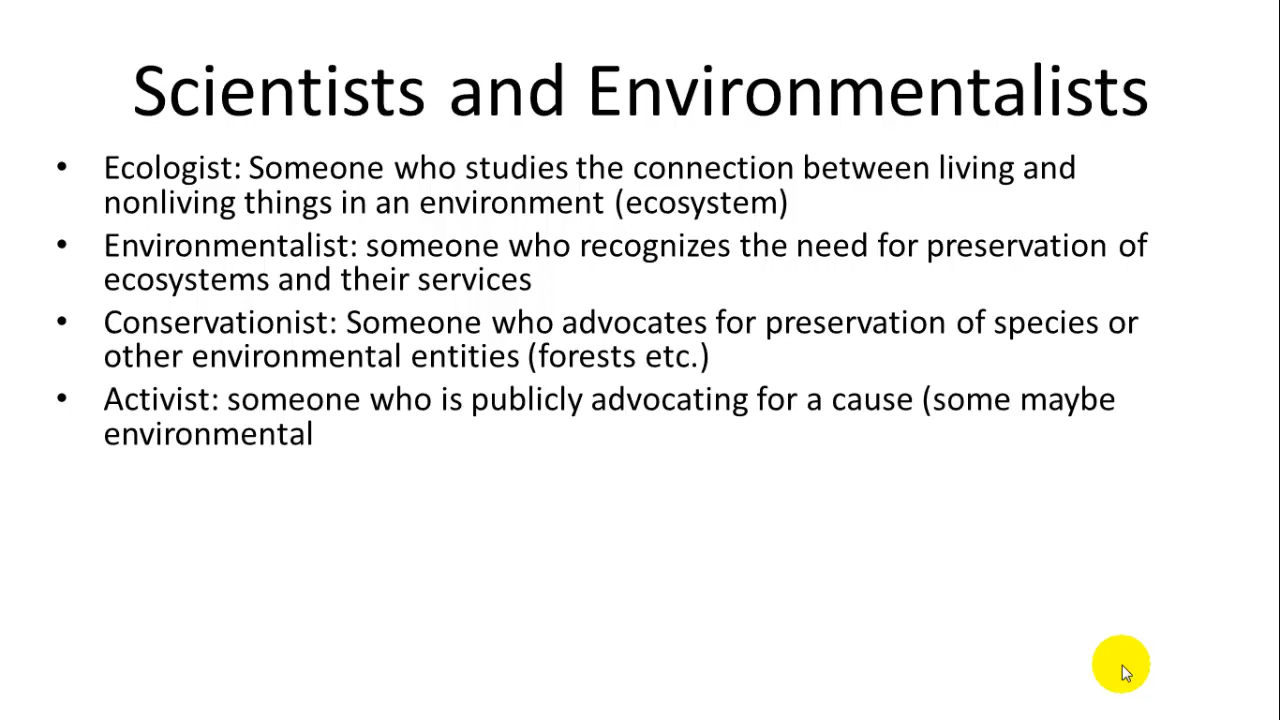 Scientists and Environmentalists
• Ecologist: Someone who studies the connection between living and
nonliving things in an environment (ecosystem)
• Environmentalist: someone who recognizes the need for preservation of
ecosystems and their services
• Conservationist: Someone who advocates for preservation of species or
other environmental entities (forests etc.)
• Activist: someone who is publicly advocating for a cause (some maybe
environmental